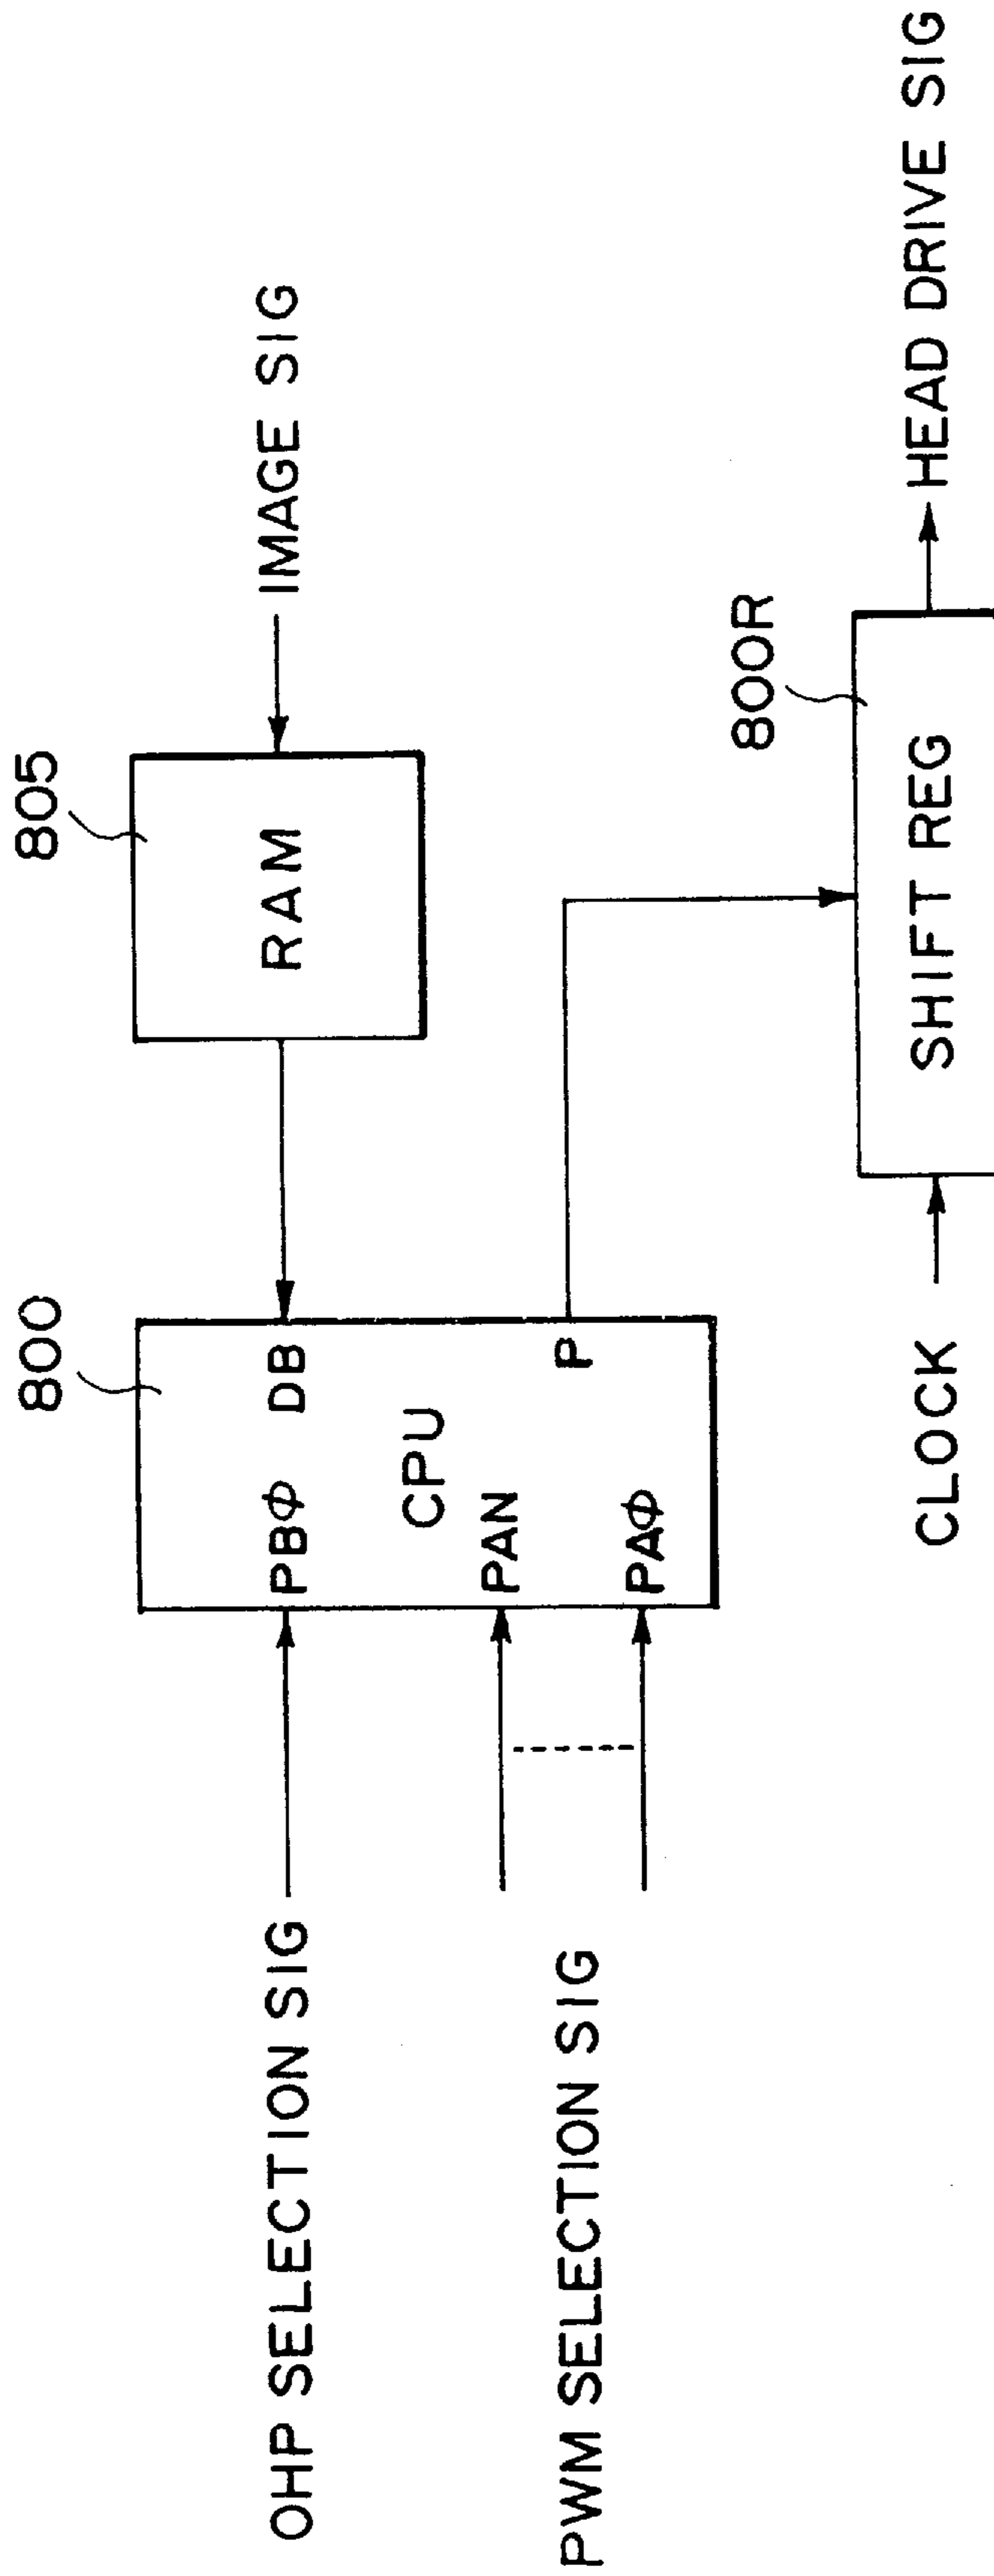 800
805
OHP SELECTION SIG
PBΦ DB
RAM
IMAGE SIG
CPU
PAN
PWM SELECTION SIG
P
PAΦ
800R
CLOCK
SHIFT REG
HEAD DRIVE SIG